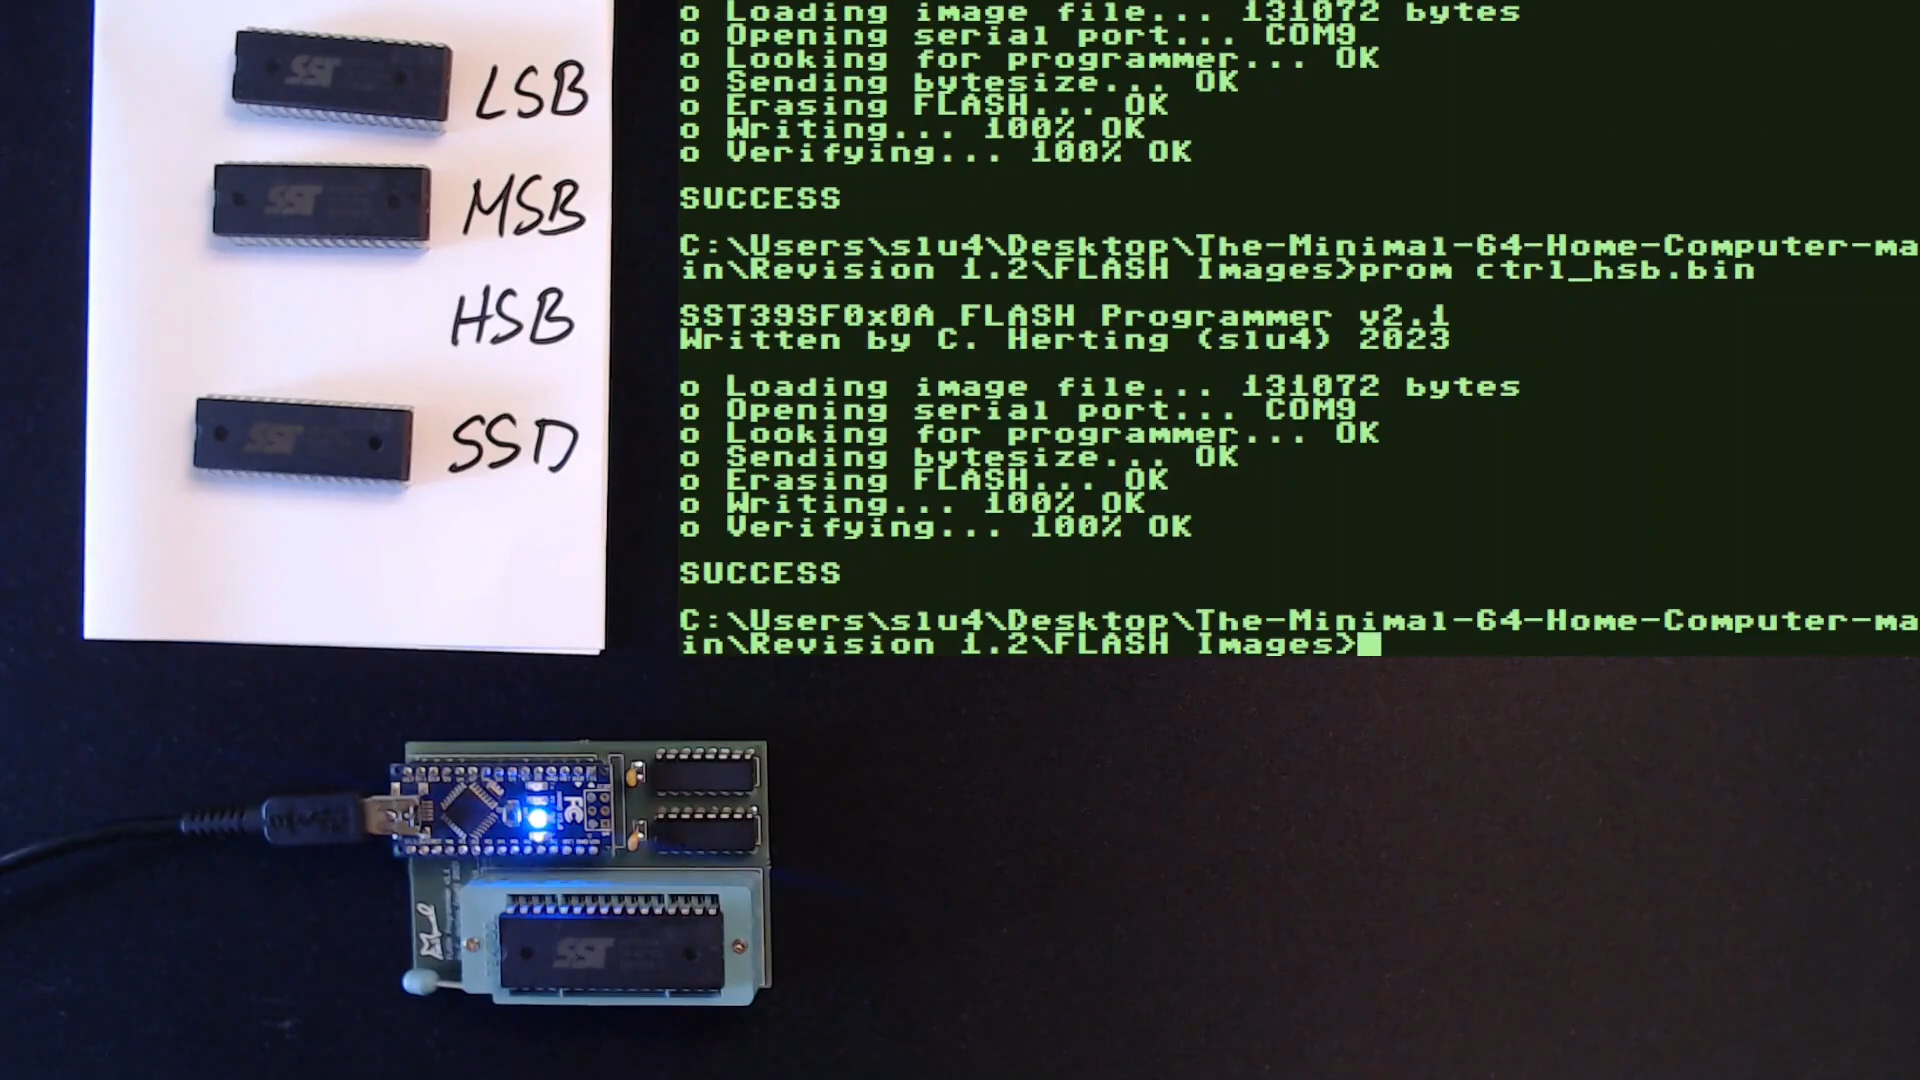 SST LSB
SST MSB
HSB
SST SSD
o Loading image file... 131072 bytes
o Opening serial port... COM9
o Looking for programmer... OK
o Sending bytesize... OK
o Erasing FLASH... OK
o Writing... 100% OK
o Verifying... 100% OK
SUCCESS
C:\Users\slu4\Desktop\The-Minimal-64-Home-Computer-ma
in\Revision 1.2\FLASH Images>prom ctrl_hsb.bin
SST39SF0x0A FLASH Programmer v2.1
Written by C. Herting (slu4) 2023
o Loading image file... 131072 bytes
o Opening serial port... COM9
o Looking for programmer... OK
o Sending bytesize... OK
o Erasing FLASH... OK
o Writing... 100% OK
o Verifying... 100% OK
SUCCESS
C:\Users\slu4\Desktop\The-Minimal-64-Home-Computer-ma
in\Revision 1.2\FLASH Images>
SST